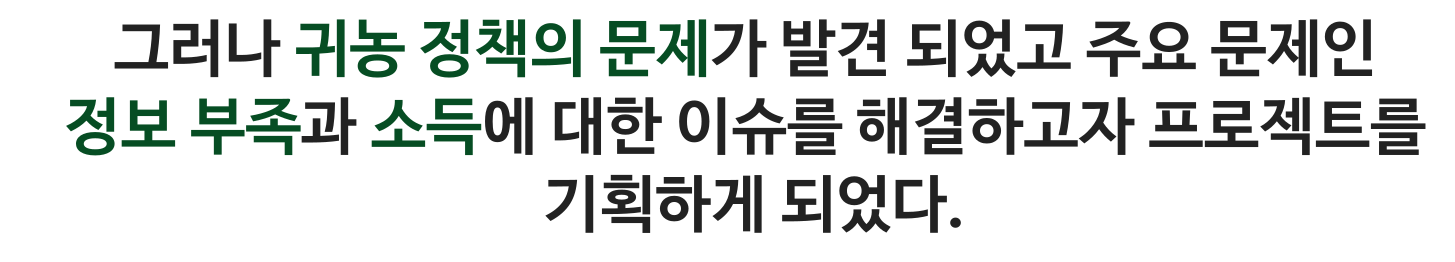 그러나 귀농 정책의 문제가 발견 되었고 주요 문제인
정보 부족과 소득에 대한 이슈를 해결하고자 프로젝트를
기획하게 되었다.